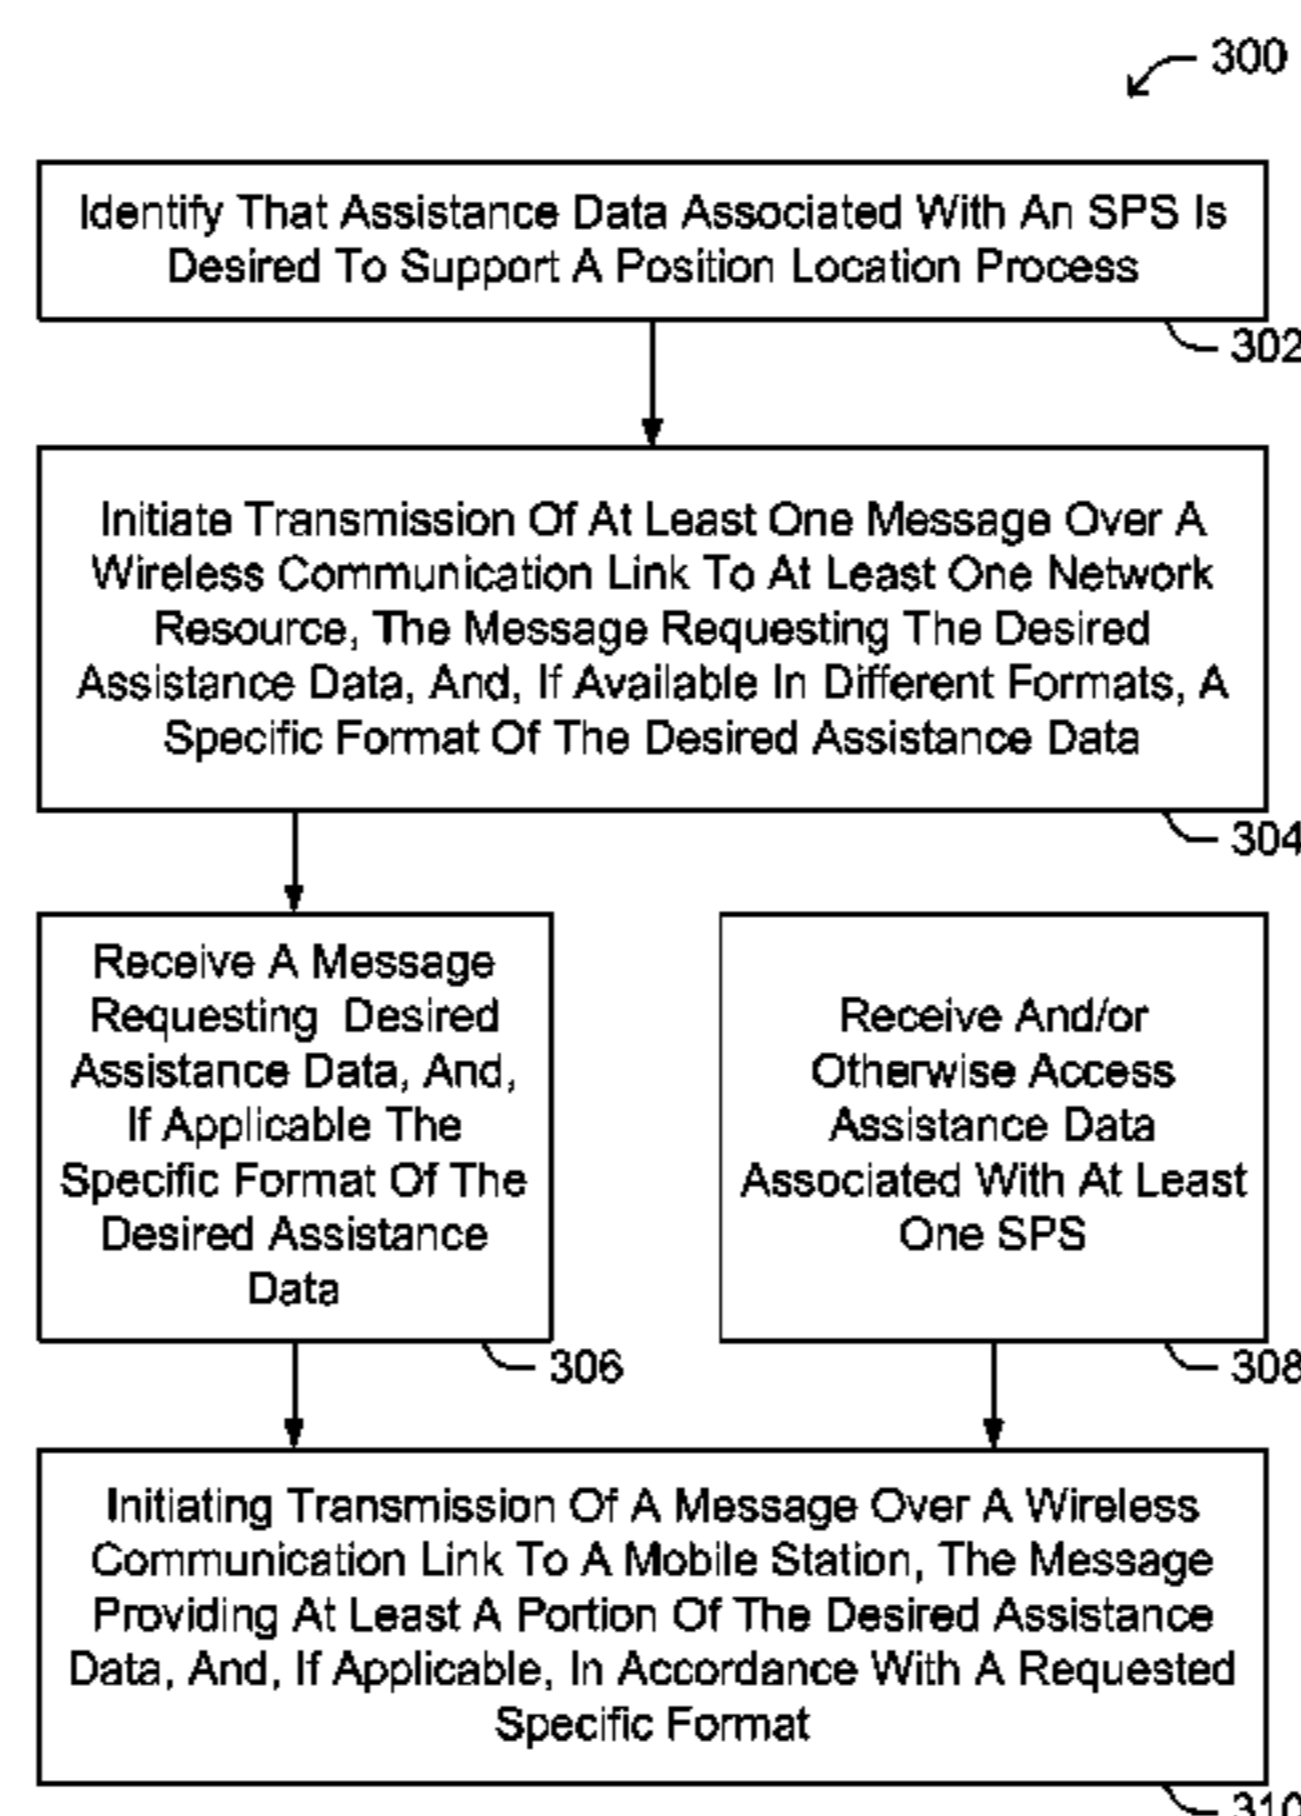 300
Identify That Assistance Data Associated With An SPS Is
Desired To Support A Position Location Process
302
Initiate Transmission Of At Least One Message Over A
Wireless Communication Link To At Least One Network
Resource, The Message Requesting The Desired
Assistance Data, And, If Available In Different Formats, A
Specific Format Of The Desired Assistance Data
304
Receive A Message
Requesting Desired
Assistance Data, And,
If Applicable The
Specific Format Of The
Desired Assistance
Data
306
Receive And/or
Otherwise Access
Assistance Data
Associated With At Least
One SPS
308
Initiating Transmission Of A Message Over A Wireless
Communication Link To A Mobile Station, The Message
Providing At Least A Portion Of The Desired Assistance
Data, And, If Applicable, In Accordance With A Requested
Specific Format
310